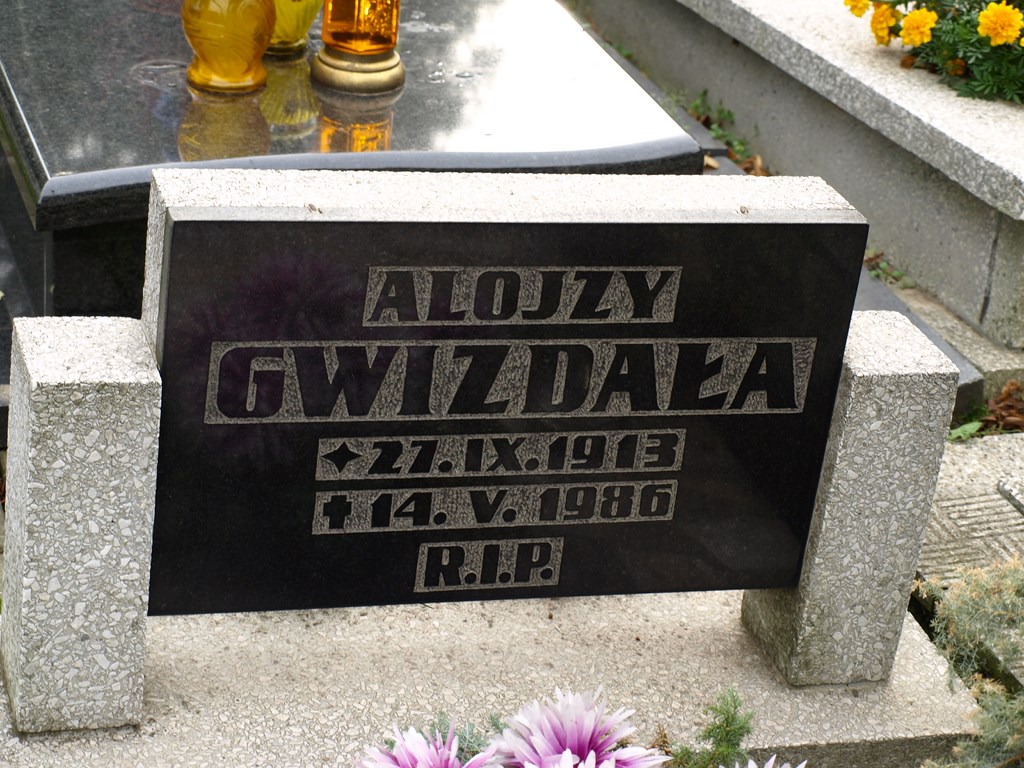 ALOJZY
GWIZDAŁA
✦27.IX.1913
✝14.V.1986
R.I.P.